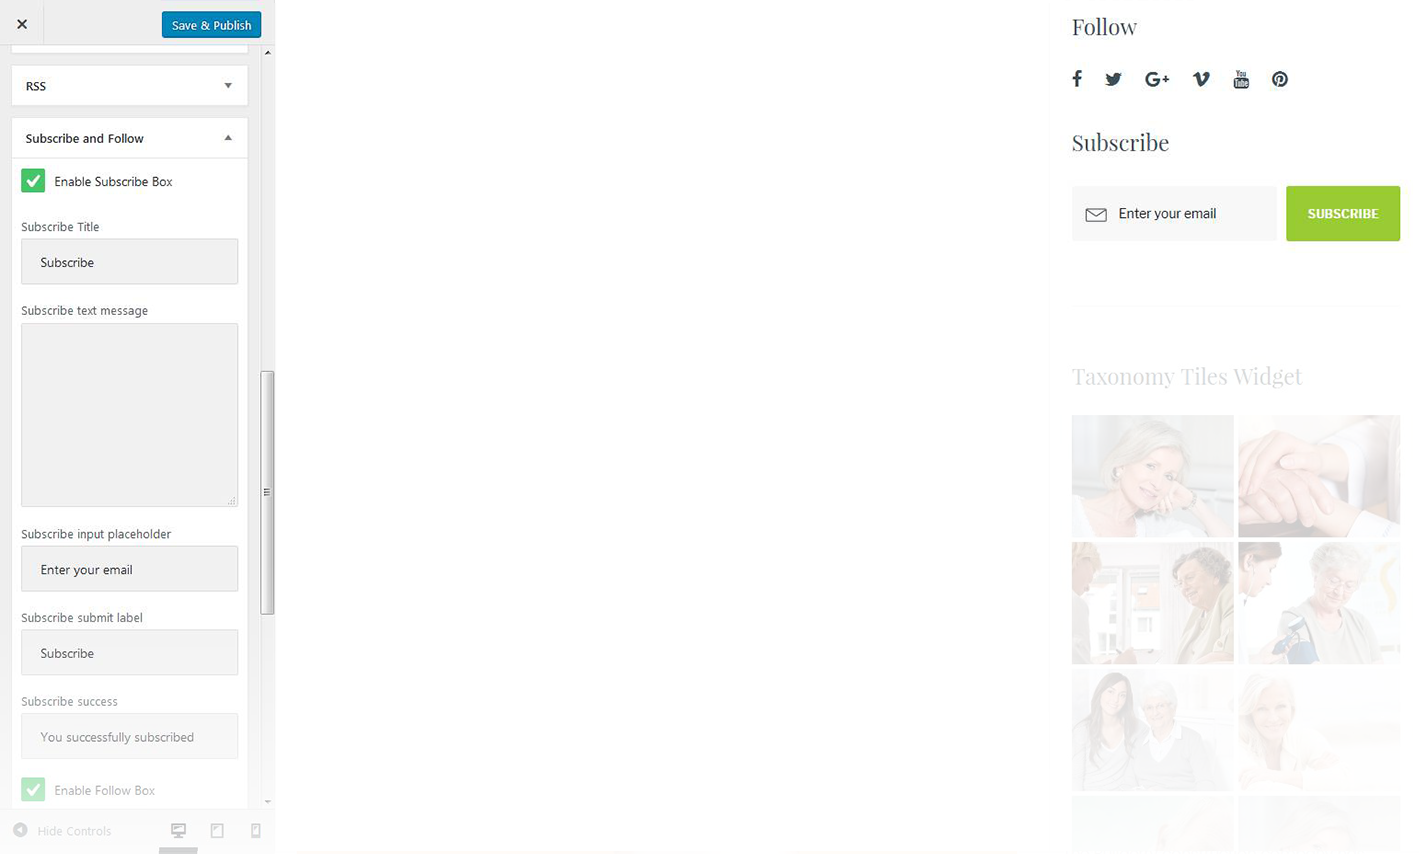 Save & Publish
RSS
Subscribe and Follow
Enable Subscribe Box
Subscribe Title
Subscribe
Subscribe text message
Subscribe input placeholder
Enter your email
Subscribe submit label
Subscribe
Subscribe success
You successfully subscribed
Enable Follow Box
Hide Controls
Follow
You
Tube
Subscribe
Enter your email
SUBSCRIBE
Taxonomy Tiles Widget